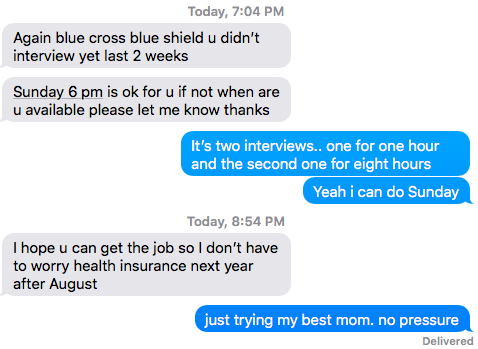 Today, 7:04 PM
Again blue cross blue shield u didn't
interview yet last 2 weeks
Sunday 6 pm is ok for u if not when are
u available please let me know thanks
It's two interviews.. one for one hour
and the second one for eight hours
Yeah i can do Sunday
Today, 8:54 PM
I hope u can get the job so I don't have
to worry health insurance next year
after August
just trying my best mom. no pressure
Delivered